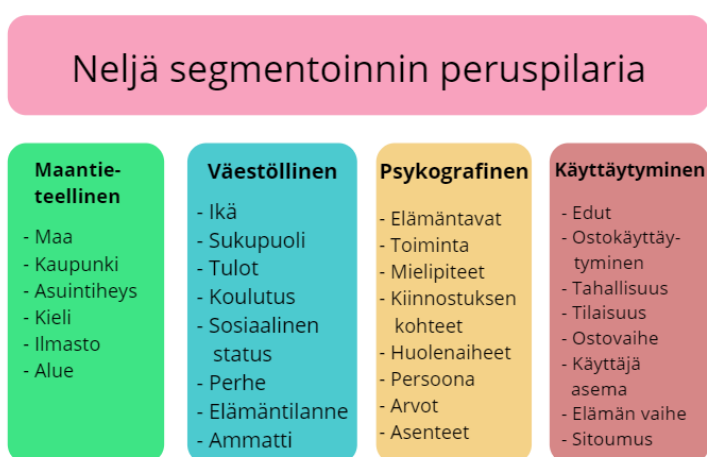 Neljä segmentoinnin peruspilaria
Maantie-
teellinen
- Maa
- Kaupunki
- Asuintiheys
- Kieli
- Ilmasto
- Alue
Väestöllinen
- Ikä
- Sukupuoli
- Tulot
- Koulutus
- Sosiaalinen
status
- Perhe
- Elämäntilanne
- Ammatti
Psykografinen
- Elämäntavat
- Toiminta
- Mielipiteet
- Kiinnostuksen
kohteet
- Huolenaiheet
- Persoona
- Arvot
- Asenteet
Käyttäytyminen
- Edut
- Ostokäyttäy-
tyminen
- Tahallisuus
- Tilaisuus
- Ostovaihe
- Käyttäjä
asema
- Elämän vaihe
- Sitoumus